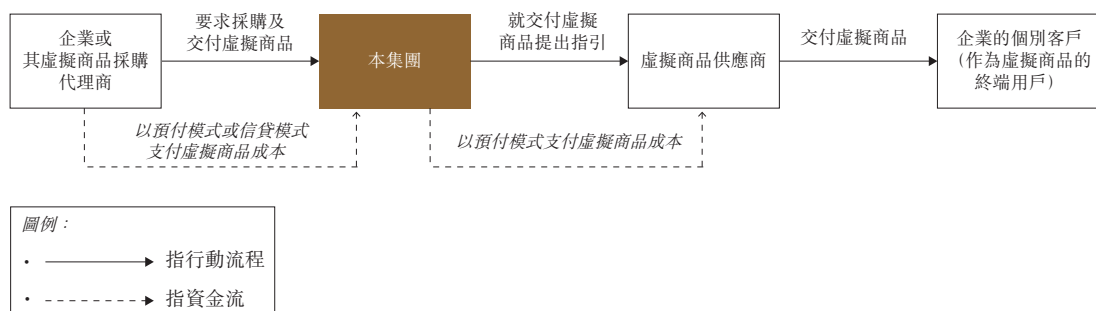 企業或
其虛擬商品採購
代理商
要求採購及
交付虛擬商品
本集團
就交付虛擬
商品提出指引
虛擬商品供應商
交付虛擬商品
企業的個別客戶
(作為虛擬商品的
終端用戶)
以預付模式或信貸模式
支付虛擬商品成本
以預付模式支付虛擬商品成本
圖例：
• 指行動流程
• 指資金流